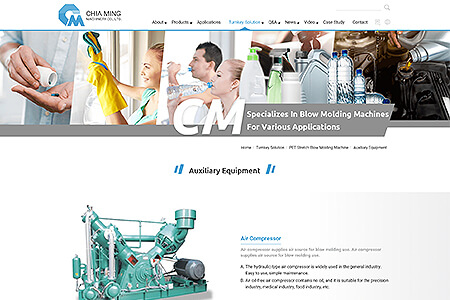 CHIA MING
MACHINERY CO., LTD.
About Products Applications Turnkey Solution Q&A News Video Case Study Contact
CM
Specializes In Blow Molding Machines
For Various Applications
Home / Turnkey Solution / PET Stretch Blow Molding Machine / Auxiliary Equipment
Auxiliary Equipment
Air Compressor
Air compressor supplies air source for blow molding use. Air compressor
supplies air source for blow molding use.
A. The hydraulic type air compressor is widely used in the general industry.
Easy to use, simple maintenance.
B. Air oil-free air compressor contains no oil, and it is suitable for the precision
industry, medical industry, food industry, etc.